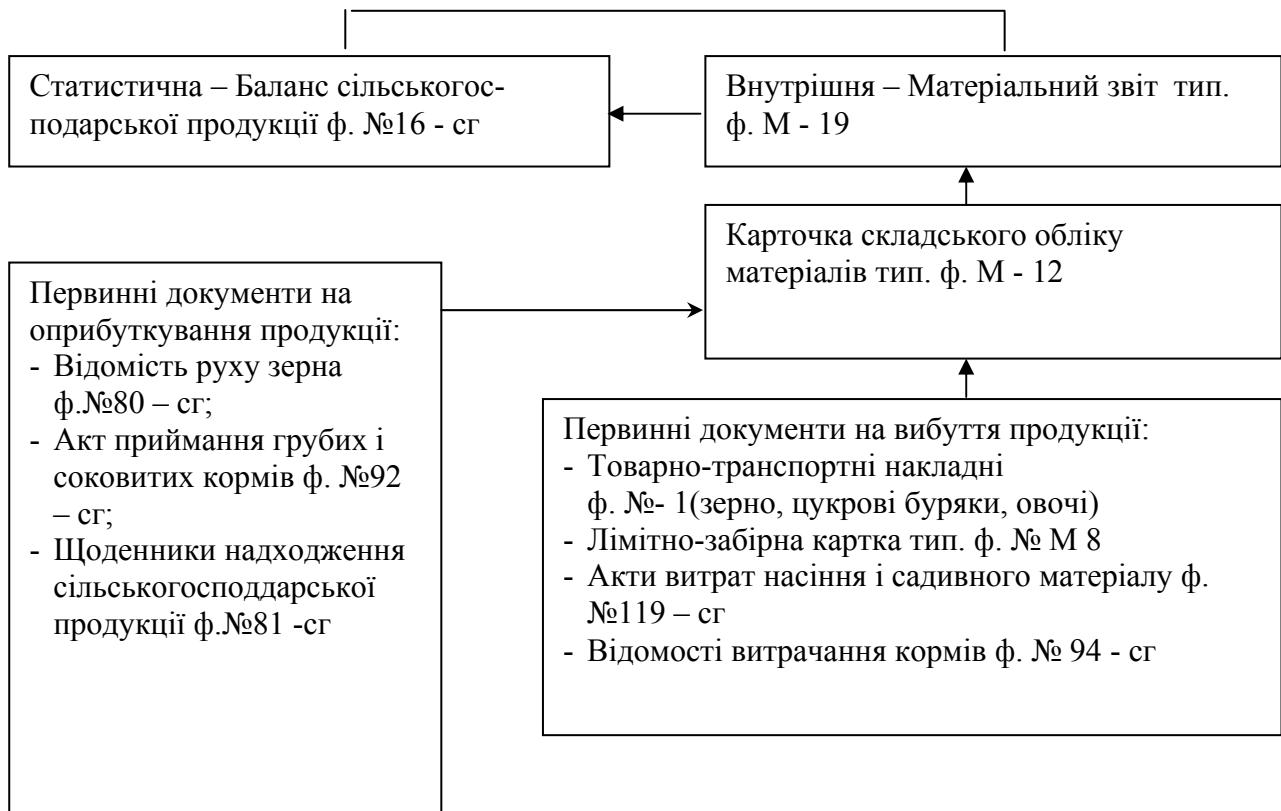 Статистична – Баланс сільськогос-
подарської продукції ф. №16 - сг
Внутрішня – Матеріальний звіт тип.
ф. М - 19
Карточка складського обліку
матеріалів тип. ф. М - 12
Первинні документи на
оприбуткування продукції:
- Відомість руху зерна
ф.№80 – сг;
- Акт приймання грубих і
соковитих кормів ф. №92
– сг;
- Щоденники надходження
сільськогосподдарської
продукції ф.№81 -сг
Первинні документи на вибуття продукції:
- Товарно-транспортні накладні
ф. №- 1(зерно, цукрові буряки, овочі)
- Лімітно-забірна картка тип. ф. № М 8
- Акти витрат насіння і садивного матеріалу ф.
№119 – сг
- Відомості витрачання кормів ф. № 94 - сг